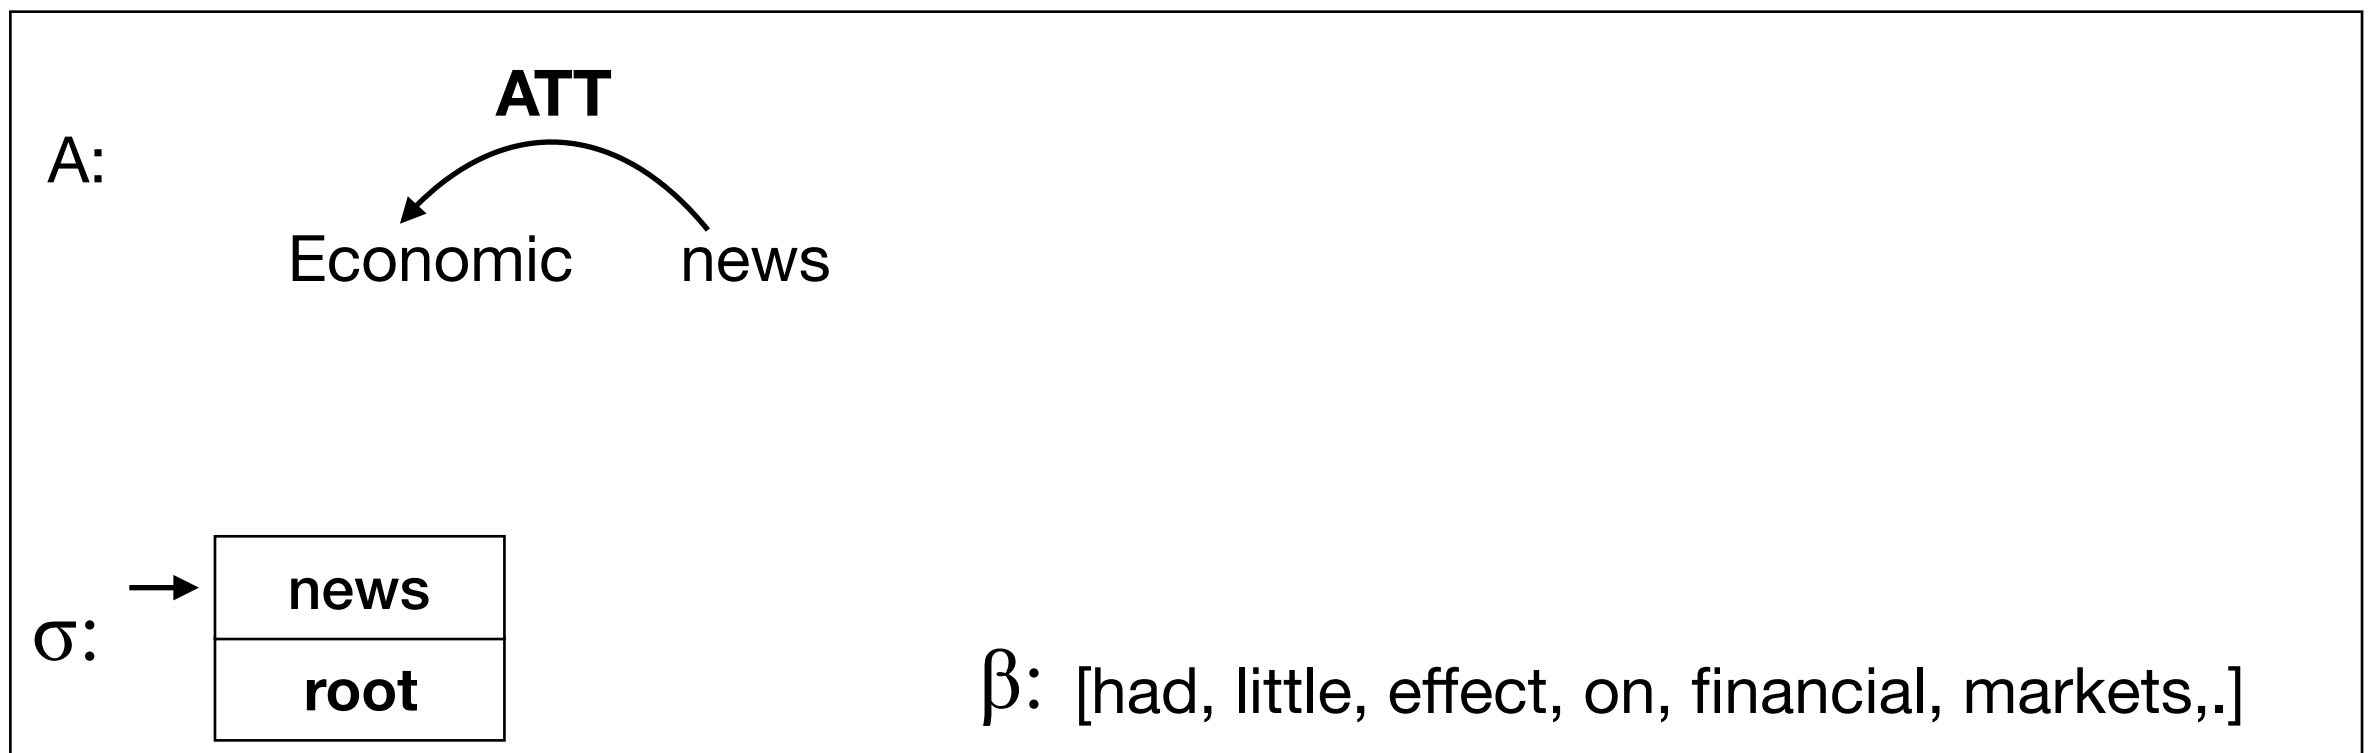 ATT
A:
Economic news
news
σ:
root
β: [had, little, effect, on, financial, markets,.]